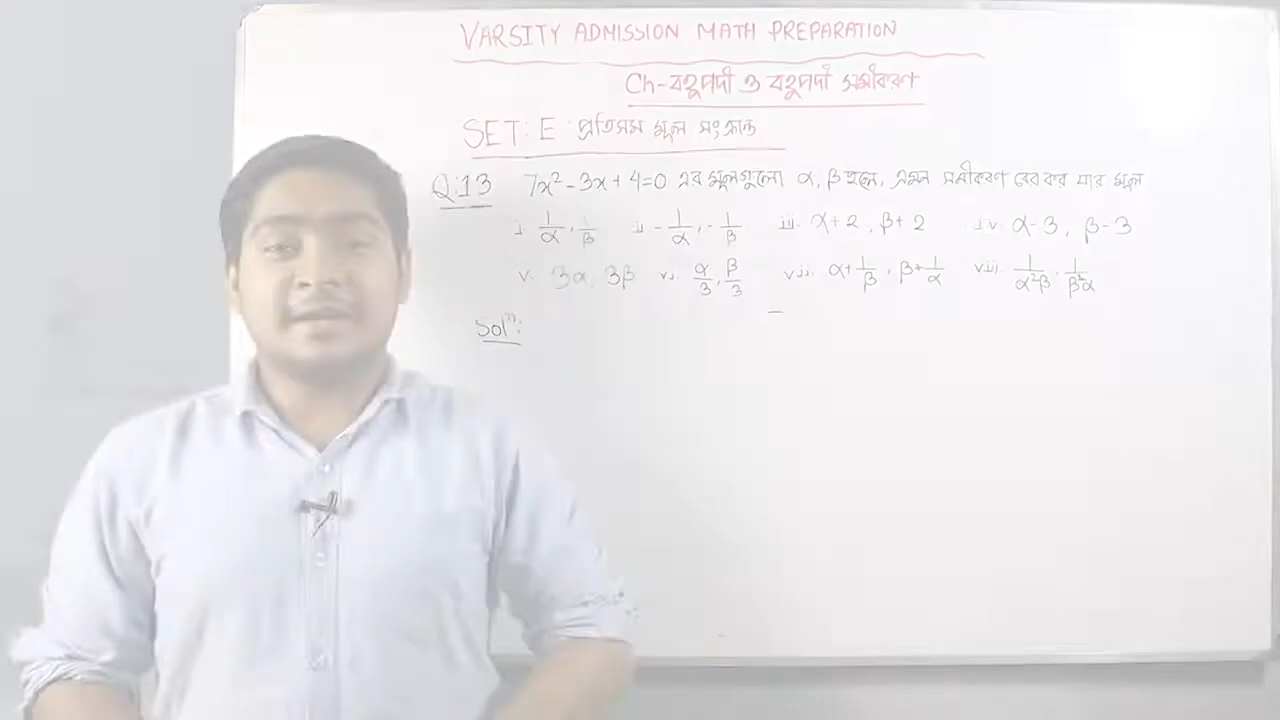 VARSITY ADMISSION MATH PREPARATION
Ch-বহুপদী ও বহুপদী সমীকরণ
SET: E প্রতিসম মূল সংক্রান্ত
Q:13 7x² - 3x + 4 = 0 এর মূলগুলো α, β হলে, এমন সমীকরণ বের কর যার মূল
i. 1/α, 1/β ii. -1/α, -1/β iii. α+2, β+2 iv. α-3, β-3
v. 3α, 3β vi. α/3, β/3 vii. α+1/β, β+1/α viii. 1/α²β, 1/β²α
Solⁿ: